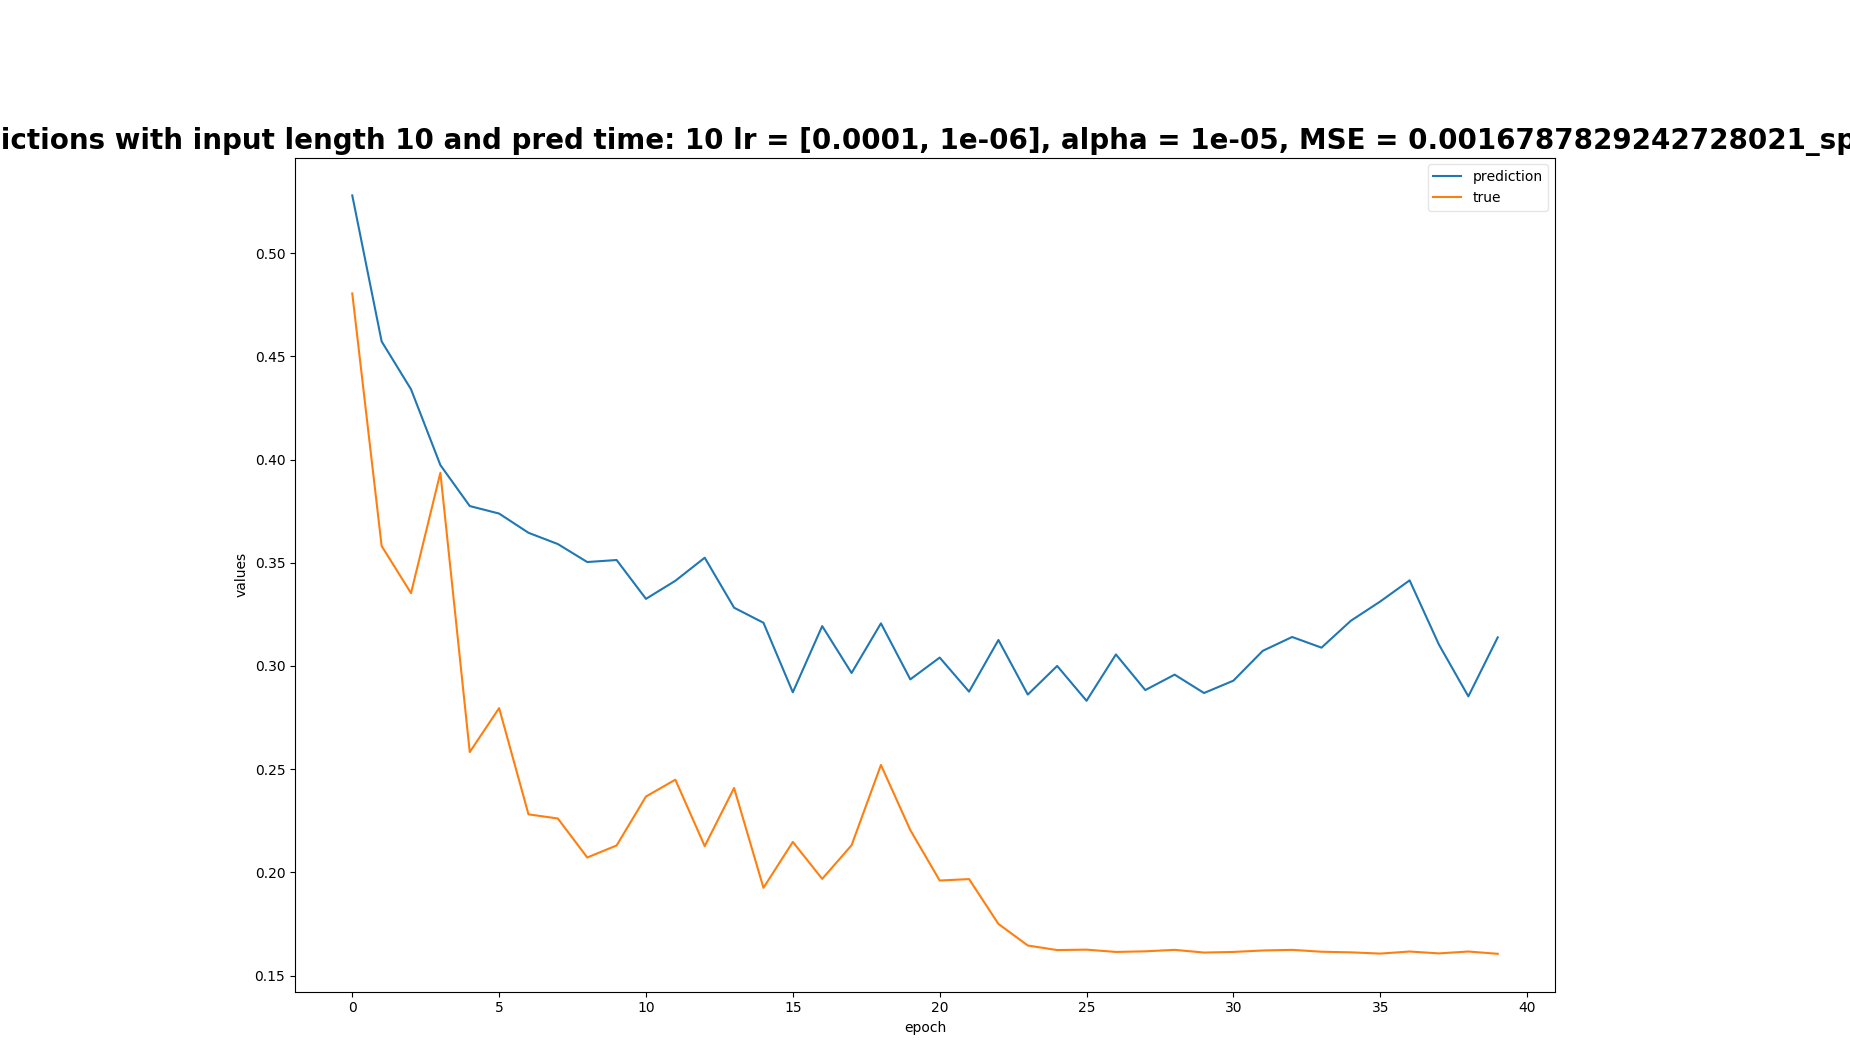 ictions with input length 10 and pred time: 10 lr = [0.0001, 1e-06], alpha = 1e-05, MSE = 0.0016787829242728021_sp
prediction
true
0.50
0.45
0.40
0.35
0.30
0.25
0.20
0.15
values
0 5 10 15 20 25 30 35 40
epoch